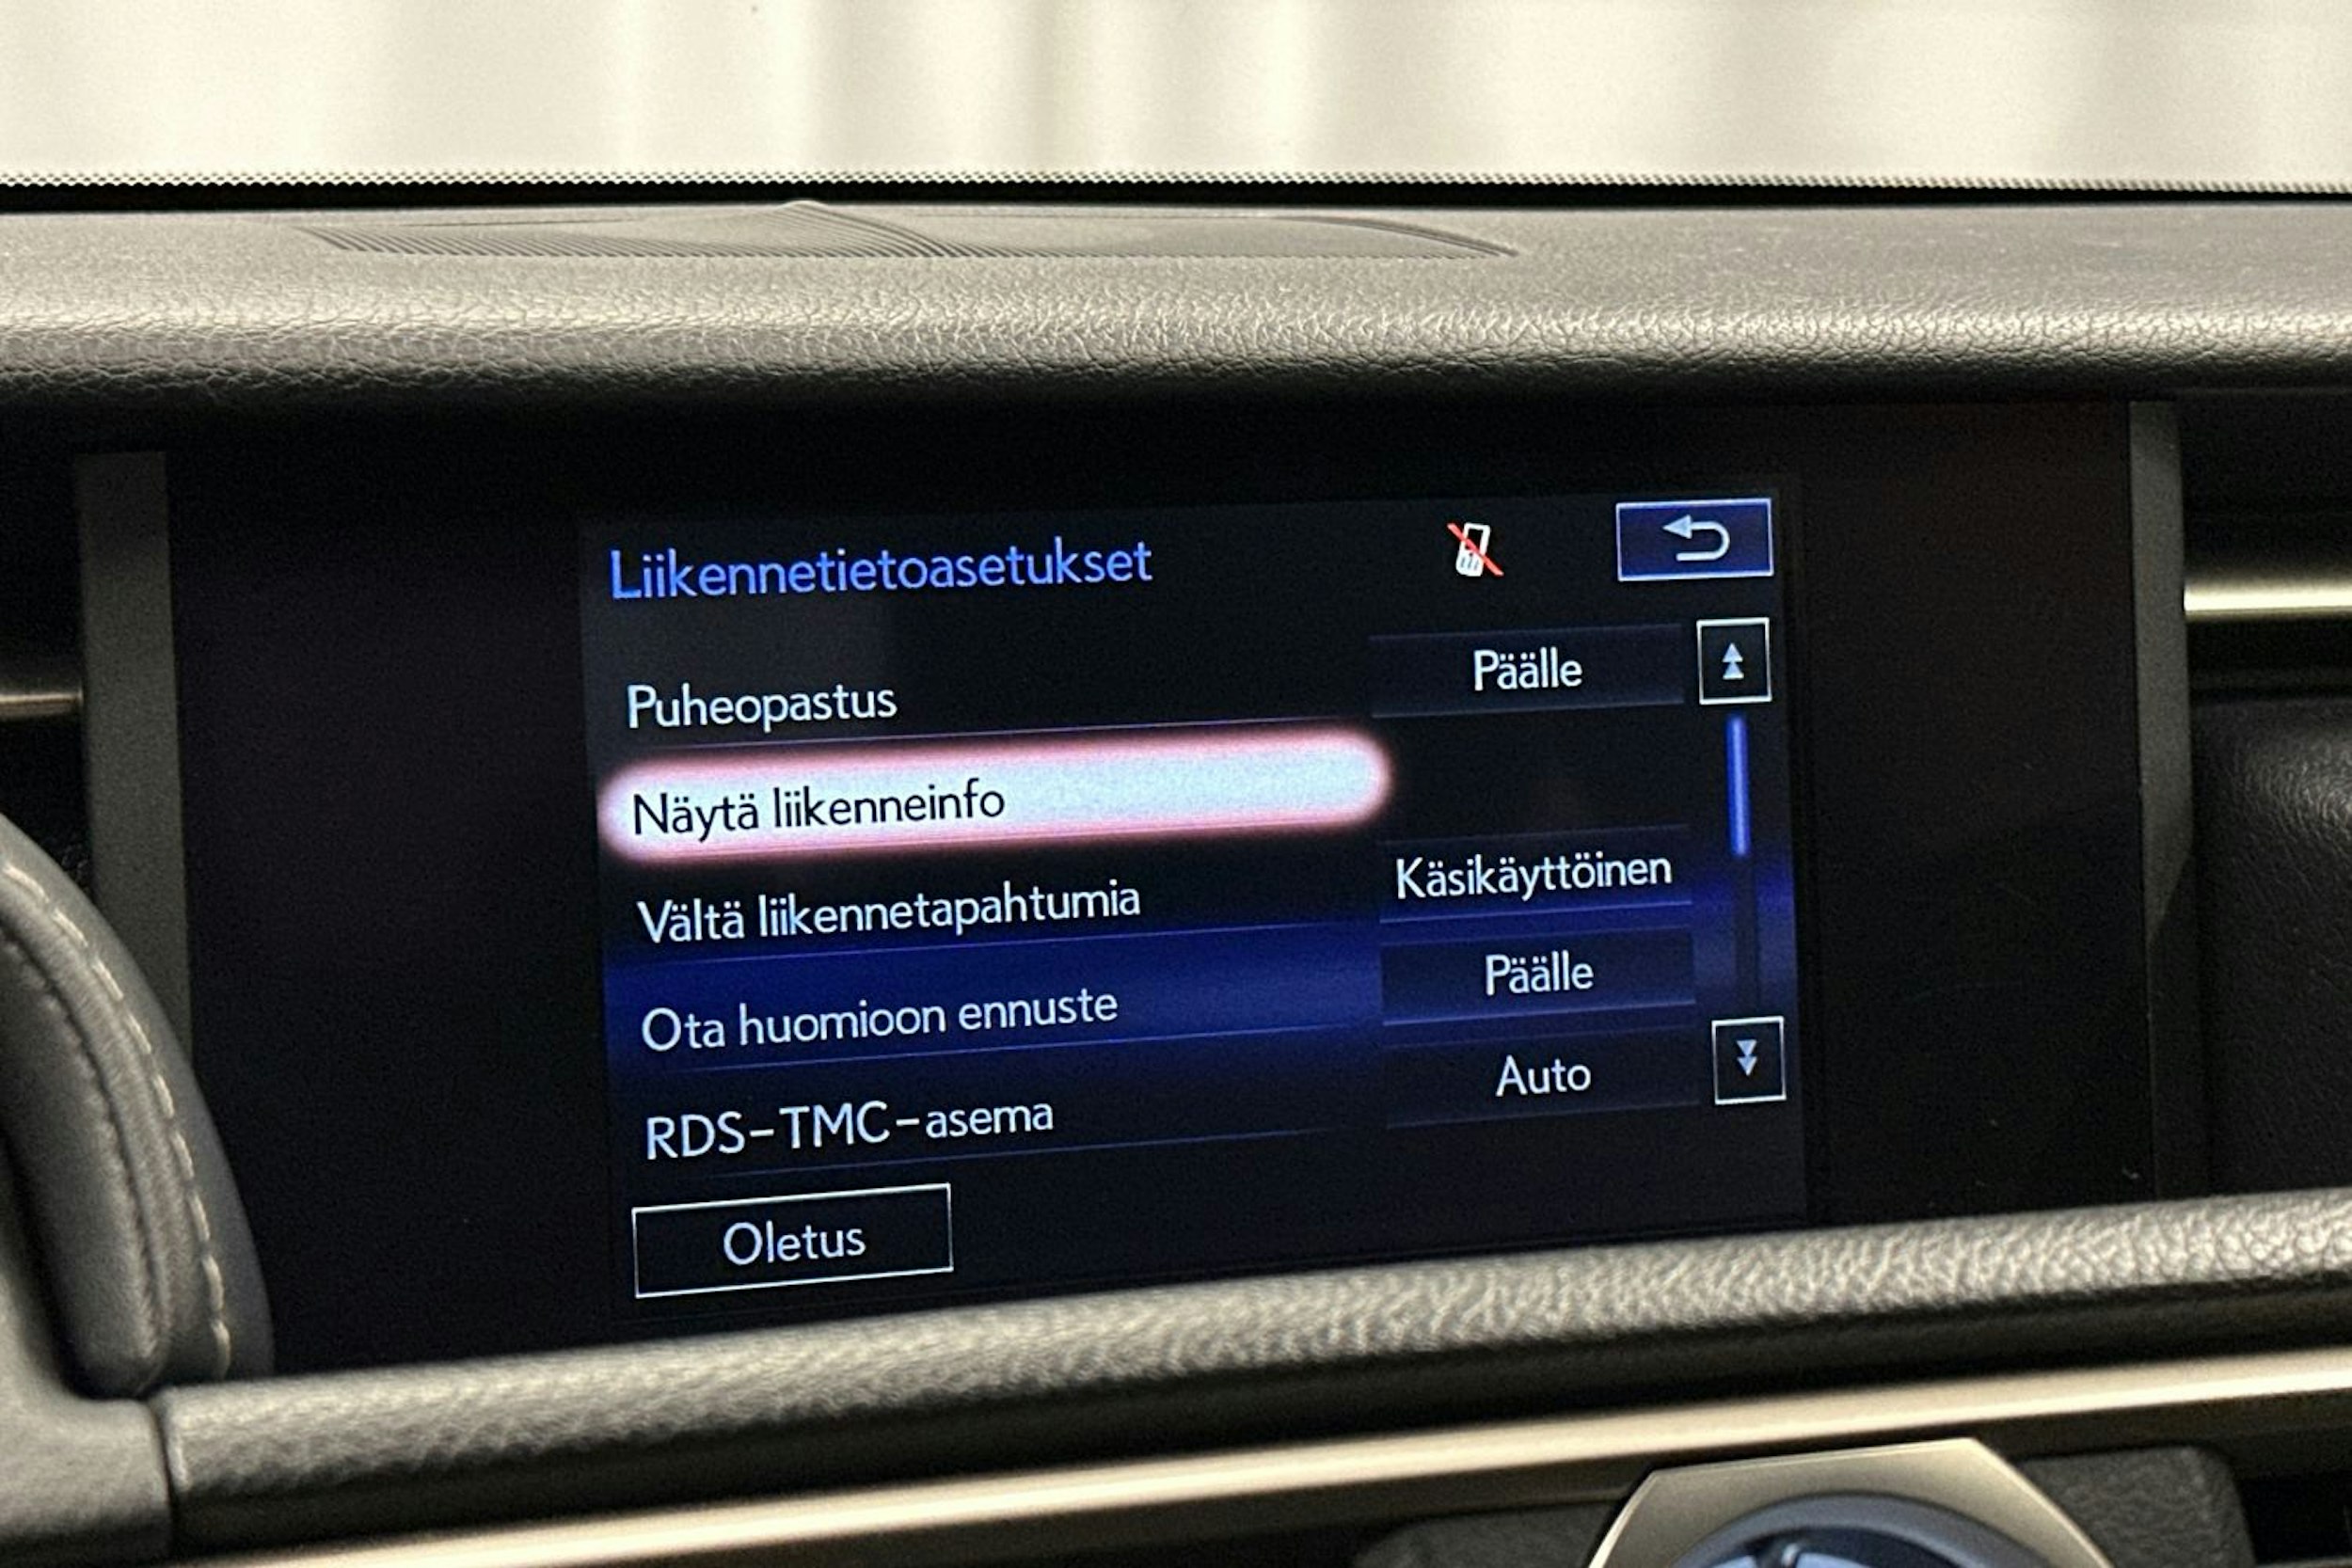 Liikennetietoasetukset
Puheopastus Päälle
Näytä liikenneinfo
Vältä liikennetapahtumia Käsikäyttöinen
Ota huomioon ennuste Päälle
RDS-TMC-asema Auto
Oletus